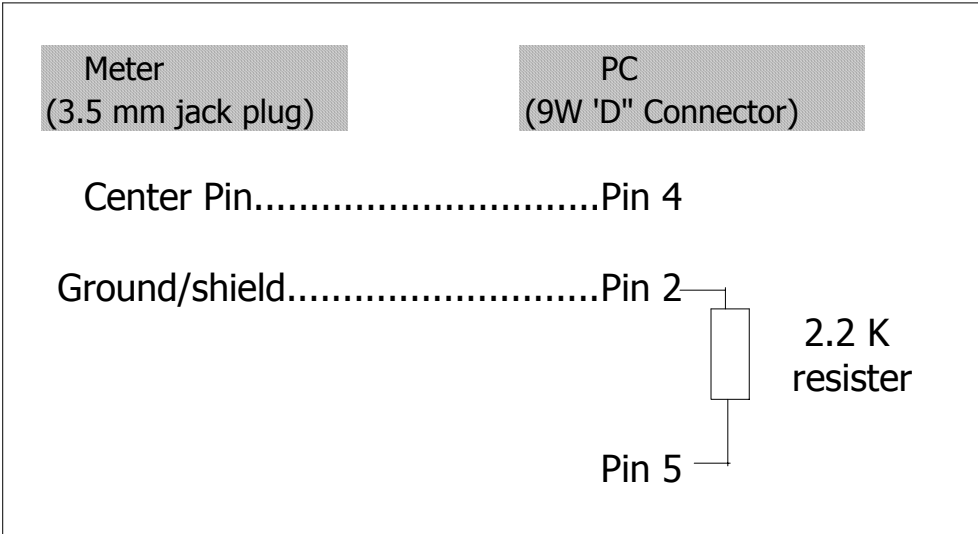 Meter
(3.5 mm jack plug)
PC
(9W 'D" Connector)
Center Pin...............................Pin 4
Ground/shield............................Pin 2
2.2 K
resister
Pin 5